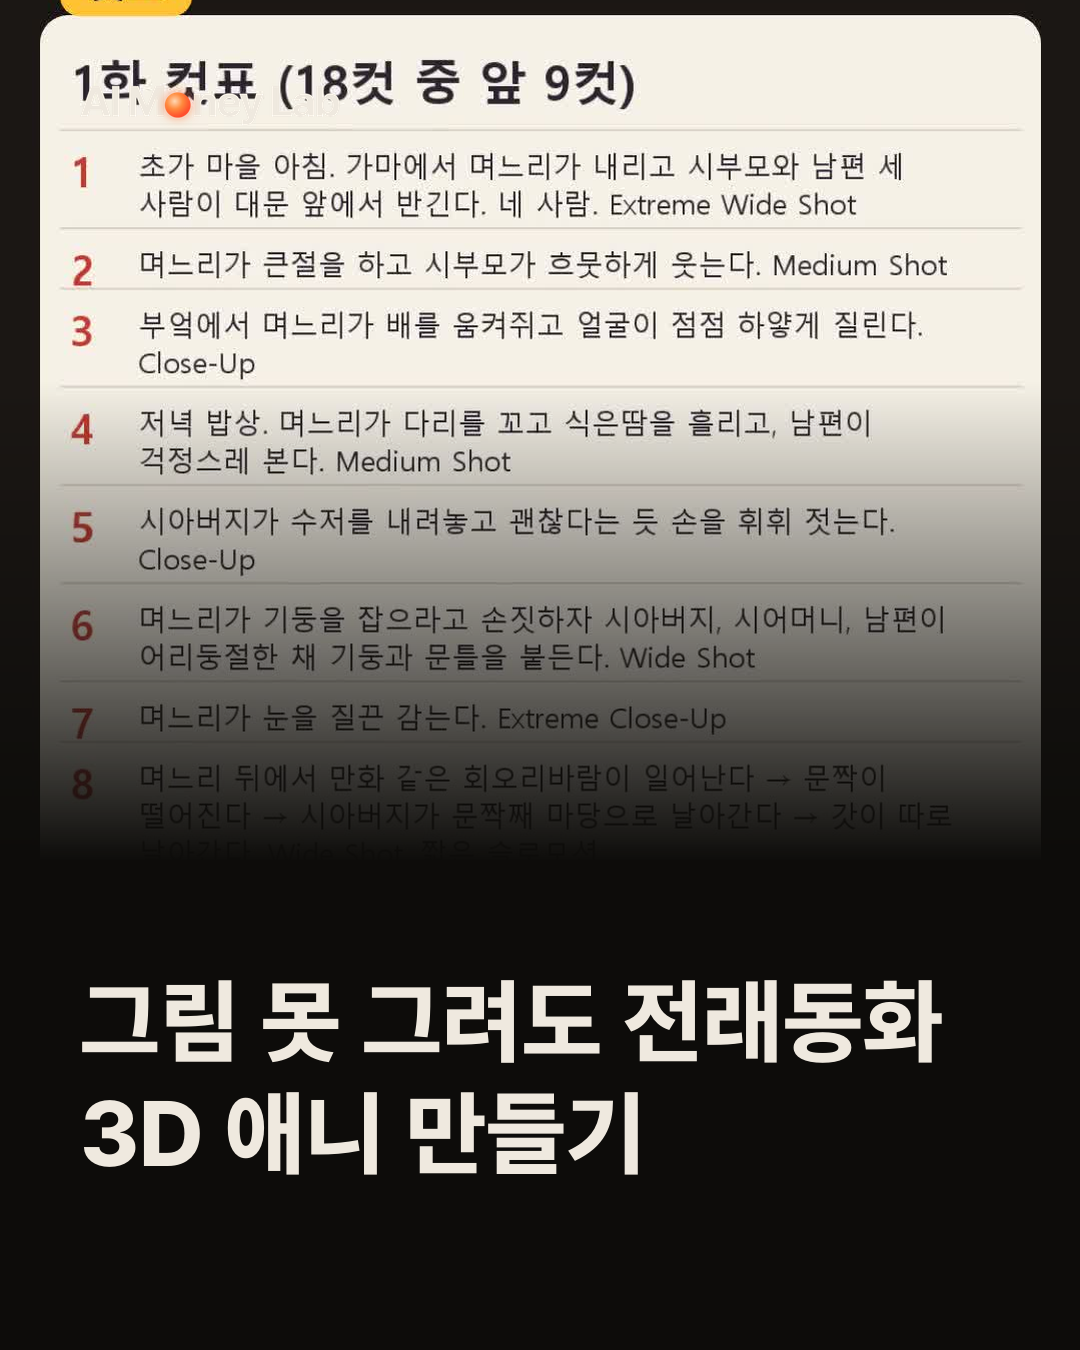 1화 컷표 (18컷 중 앞 9컷)
AI Money Lab
1 초가 마을 아침. 가마에서 며느리가 내리고 시부모와 남편 세
사람이 대문 앞에서 반긴다. 네 사람. Extreme Wide Shot
2 며느리가 큰절을 하고 시부모가 흐뭇하게 웃는다. Medium Shot
3 부엌에서 며느리가 배를 움켜쥐고 얼굴이 점점 하얗게 질린다.
Close-Up
4 저녁 밥상. 며느리가 다리를 꼬고 식은땀을 흘리고, 남편이
걱정스레 본다. Medium Shot
5 시아버지가 수저를 내려놓고 괜찮다는 듯 손을 휘휘 젓는다.
Close-Up
6 며느리가 기둥을 잡으라고 손짓하자 시아버지, 시어머니, 남편이
어리둥절한 채 기둥과 문틀을 붙든다. Wide Shot
7 며느리가 눈을 질끈 감는다. Extreme Close-Up
8 며느리 뒤에서 만화 같은 회오리바람이 일어난다 → 문짝이
떨어진다 → 시아버지가 문짝째 마당으로 날아간다 → 갓이 따로
날아간다. Wide Shot, 짧은 슬로모션
그림 못 그려도 전래동화
3D 애니 만들기